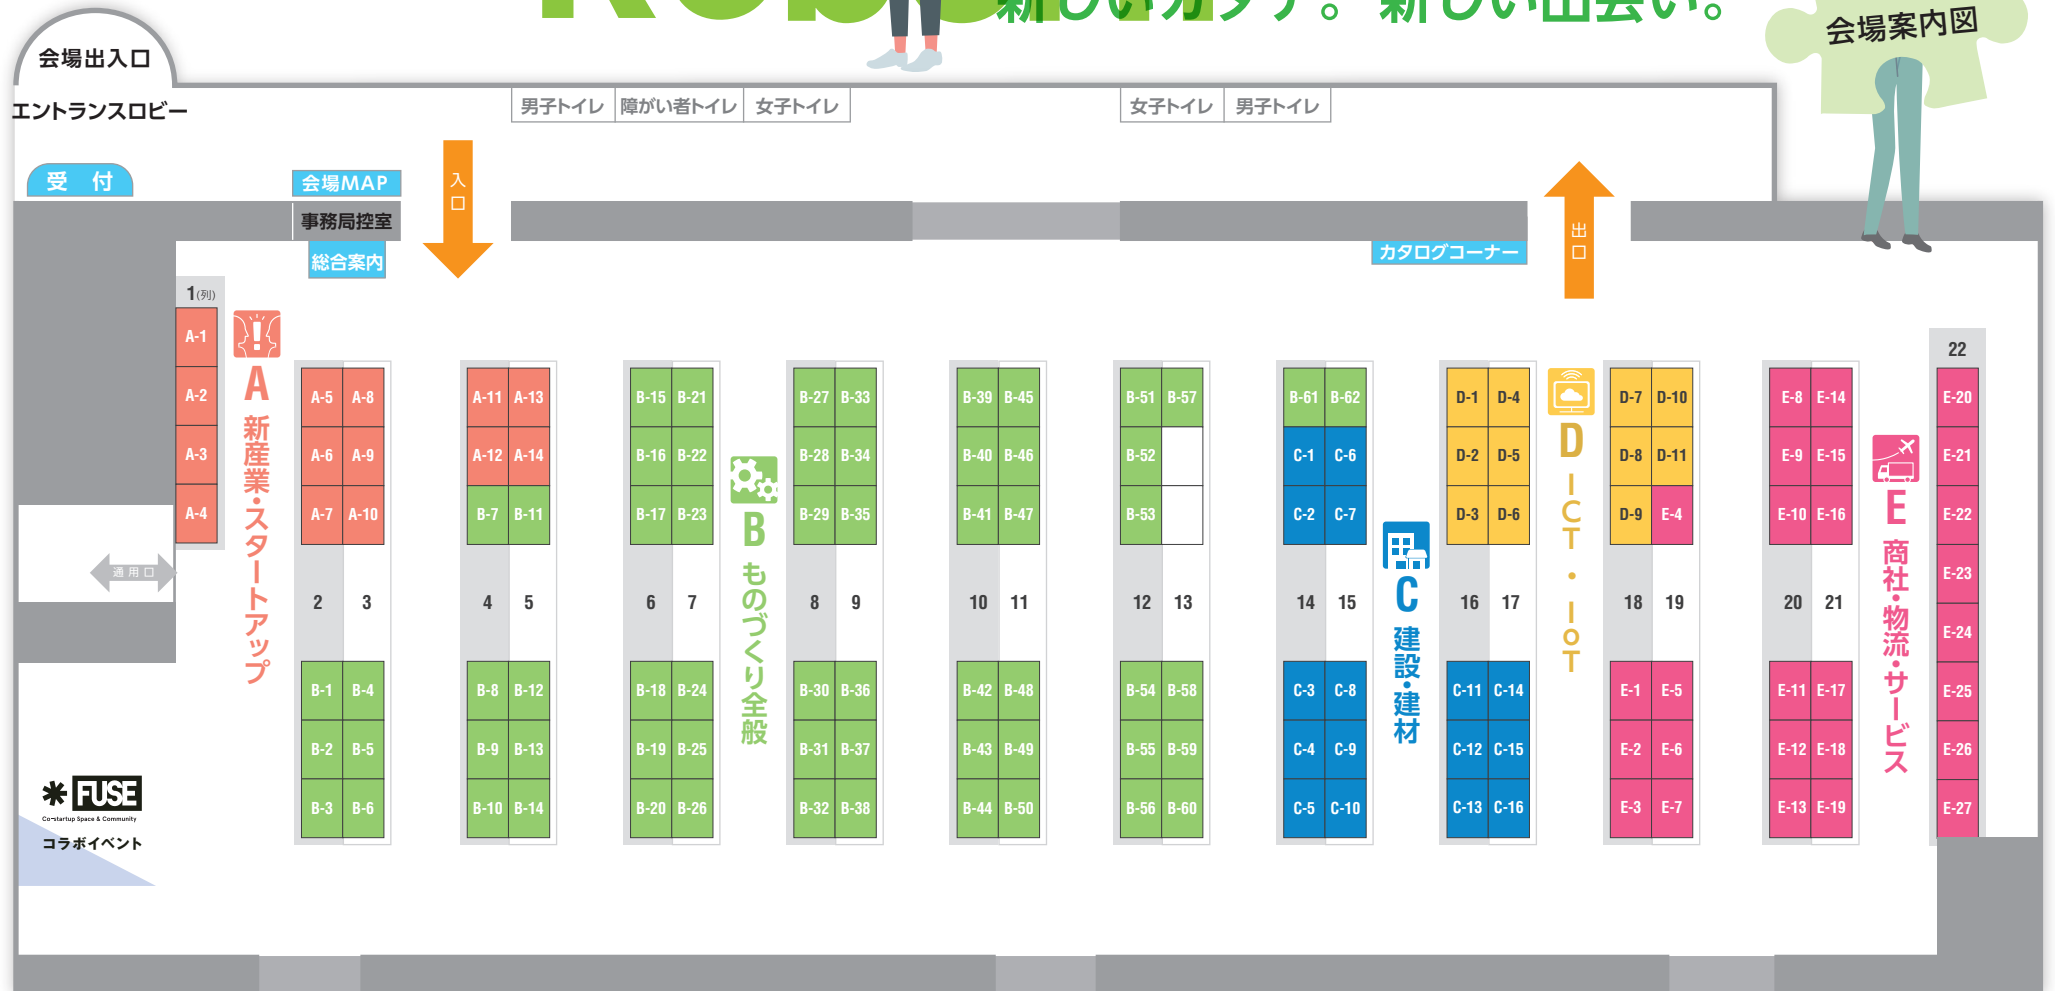 新しいカタチ。新しい出会い。
会場案内図
会場出入口
エントランスロビー
男子トイレ 障がい者トイレ 女子トイレ
女子トイレ 男子トイレ
受 付
会場MAP
事務局控室
総合案内
入口
出口
カタログコーナー
1(列)
A-1
A-2
A-3
A-4
通用口
A 新産業・スタートアップ
A-5 A-8
A-6 A-9
A-7 A-10
2 3
B-1 B-4
B-2 B-5
B-3 B-6
A-11 A-13
A-12 A-14
B-7 B-11
4 5
B-8 B-12
B-9 B-13
B-10 B-14
B-15 B-21
B-16 B-22
B-17 B-23
6 7
B-18 B-24
B-19 B-25
B-20 B-26
B ものづくり全般
B-27 B-33
B-28 B-34
B-29 B-35
8 9
B-30 B-36
B-31 B-37
B-32 B-38
B-39 B-45
B-40 B-46
B-41 B-47
10 11
B-42 B-48
B-43 B-49
B-44 B-50
B-51 B-57
B-52
B-53
12 13
B-54 B-58
B-55 B-59
B-56 B-60
B-61 B-62
C-1 C-6
C-2 C-7
14 15
C-3 C-8
C-4 C-9
C-5 C-10
C 建設・建材
D-1 D-4
D-2 D-5
D-3 D-6
16 17
C-11 C-14
C-12 C-15
C-13 C-16
D ICT・IoT
D-7 D-10
D-8 D-11
D-9 E-4
18 19
E-1 E-5
E-2 E-6
E-3 E-7
E-8 E-14
E-9 E-15
E-10 E-16
20 21
E-11 E-17
E-12 E-18
E-13 E-19
E 商社・物流・サービス
22
E-20
E-21
E-22
E-23
E-24
E-25
E-26
E-27
FUSE
Co-startup Space & Community
コラボイベント